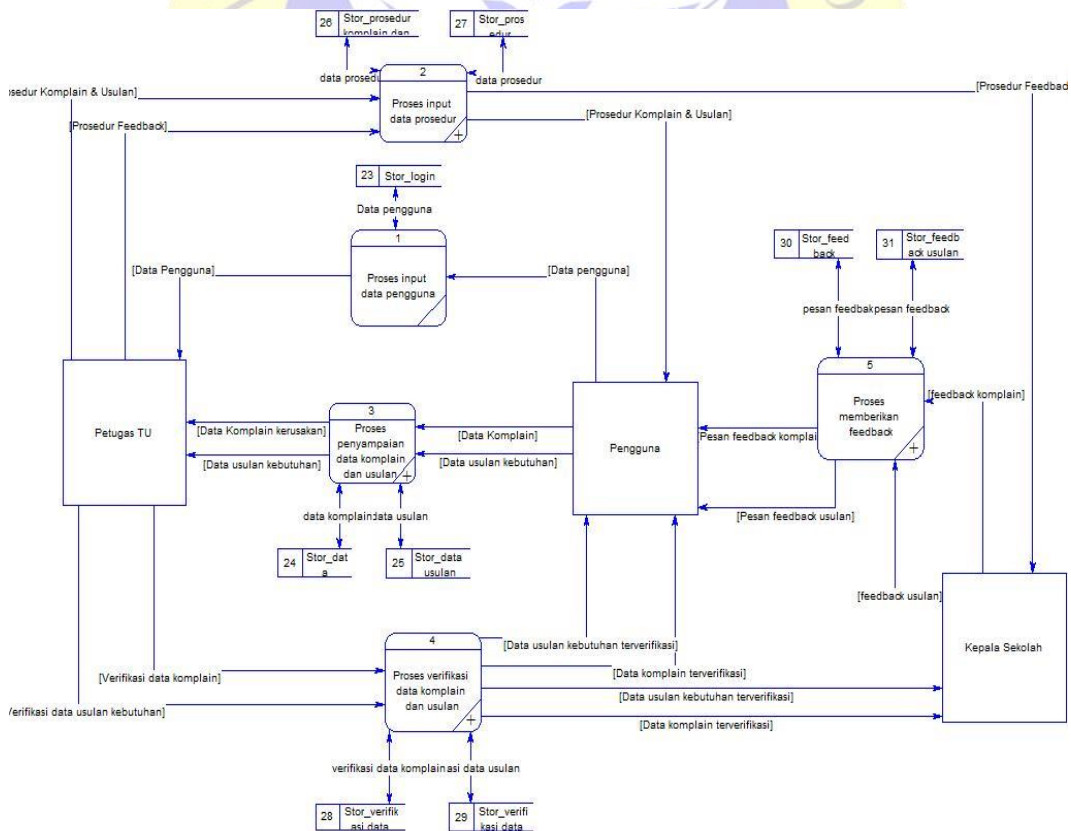 26 Stor_prosedur
komplain dan
27 Stor_pros
edur
data prosedu
data prosedur
2
Proses input
data prosedur
osedur Komplain & Usulan]
[Prosedur Feedback
[Prosedur Feedback]
[Prosedur Komplain & Usulan]
23 Stor_login
Data pengguna
1
Proses input
data pengguna
[Data Pengguna]
[Data pengguna]
30 Stor_feed
back
31 Stor_feedb
ack usulan
pesan feedbak
pesan feedback
5
Proses
memberikan
feedback
[feedback komplain]
Petugas TU
3
Proses
penyampaian
data komplain
dan usulan
[Data Komplain kerusakan]
[Data usulan kebutuhan]
[Data Komplain]
[Data usulan kebutuhan]
Pengguna
Pesan feedback komplai
[Pesan feedback usulan]
data komplain
data usulan
24 Stor_dat
a
25 Stor_data
usulan
[feedback usulan]
Kepala Sekolah
4
Proses verifikasi
data komplain
dan usulan
[Data usulan kebutuhan terverifikasi]
[Data komplain terverifikasi]
[Data usulan kebutuhan terverifikasi]
[Data komplain terverifikasi]
[Verifikasi data komplain]
Verifikasi data usulan kebutuhan]
verifikasi data komplain
asi data usulan
28 Stor_verifik
asi data
29 Stor_verifi
kasi data